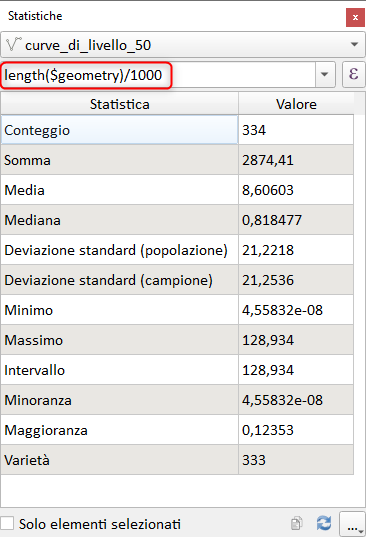 Statistiche
curve_di_livello_50
length($geometry)/1000 ε
Statistica Valore
Conteggio 334
Somma 2874,41
Media 8,60603
Mediana 0,818477
Deviazione standard (popolazione) 21,2218
Deviazione standard (campione) 21,2536
Minimo 4,55832e-08
Massimo 128,934
Intervallo 128,934
Minoranza 4,55832e-08
Maggioranza 0,12353
Varietà 333
Solo elementi selezionati ...